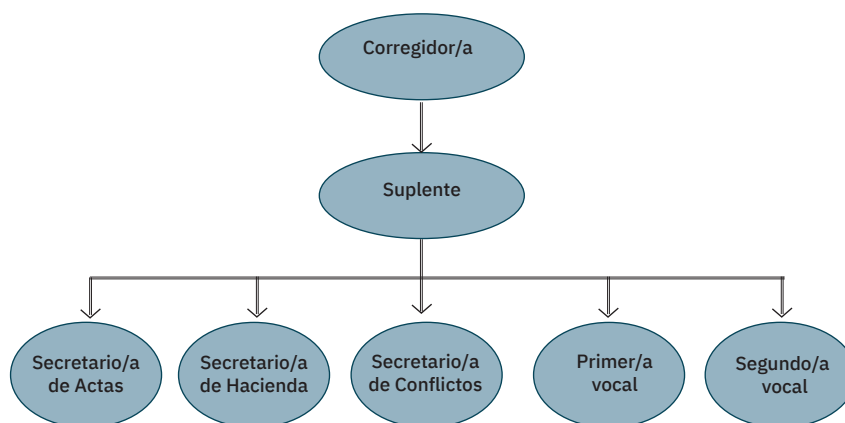 Corregidor/a
Suplente
Secretario/a
de Actas
Secretario/a
de Hacienda
Secretario/a
de Conflictos
Primer/a
vocal
Segundo/a
vocal